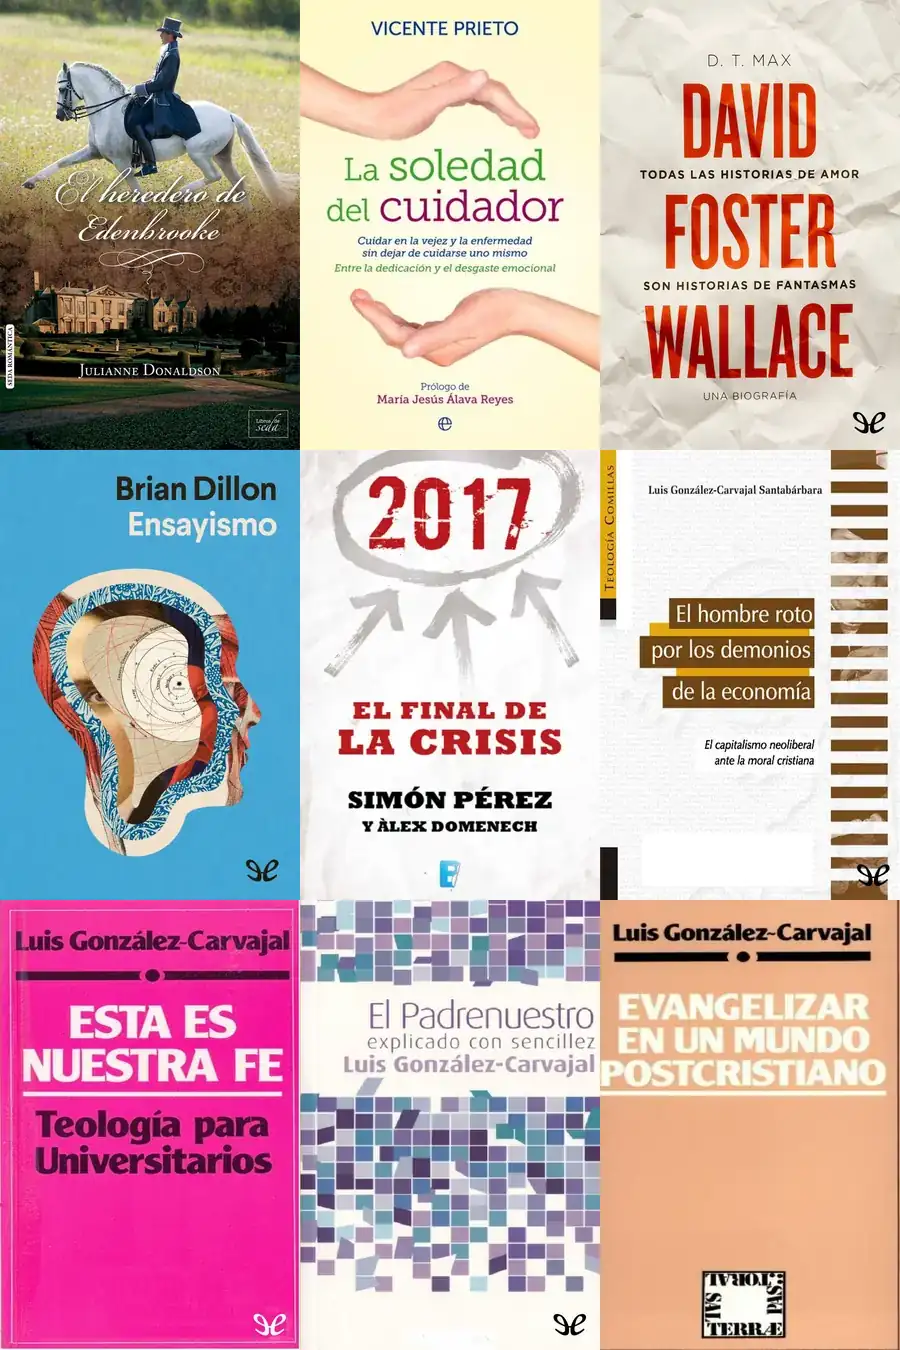 El heredero de
Edenbrooke
SEDA ROMÁNTICA
JULIANNE DONALDSON
Libros de
seda
VICENTE PRIETO
La soledad
del cuidador
Cuidar en la vejez y la enfermedad
sin dejar de cuidarse uno mismo
Entre la dedicación y el desgaste emocional
Prólogo de
María Jesús Álava Reyes
e
D. T. MAX
DAVID
TODAS LAS HISTORIAS DE AMOR
FOSTER
SON HISTORIAS DE FANTASMAS
WALLACE
UNA BIOGRAFÍA
Brian Dillon
Ensayismo
2017
EL FINAL DE
LA CRISIS
SIMÓN PÉREZ
Y ÀLEX DOMENECH
B
TEOLOGÍA COMILLAS
Luis González-Carvajal Santabárbara
El hombre roto
por los demonios
de la economía
El capitalismo neoliberal
ante la moral cristiana
Luis González-Carvajal
ESTA ES
NUESTRA FE
Teología para
Universitarios
El Padrenuestro
explicado con sencillez
Luis González-Carvajal
Luis González-Carvajal
EVANGELIZAR
EN UN MUNDO
POSTCRISTIANO
PASTORAL
SAL
TERRÆ